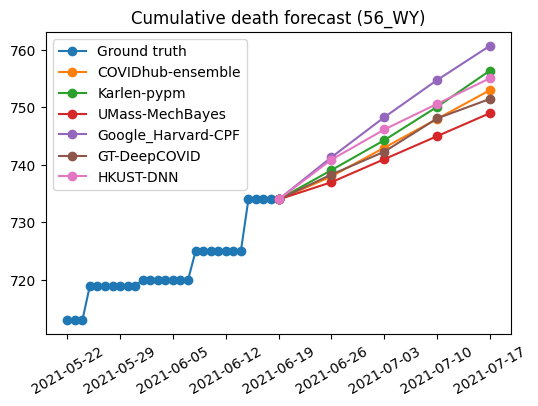 Cumulative death forecast (56_WY)
760
750
740
730
720
Ground truth
COVIDhub-ensemble
Karlen-pypm
UMass-MechBayes
Google_Harvard-CPF
GT-DeepCOVID
HKUST-DNN
2021-05-22
2021-05-29
2021-06-05
2021-06-12
2021-06-19
2021-06-26
2021-07-03
2021-07-10
2021-07-17